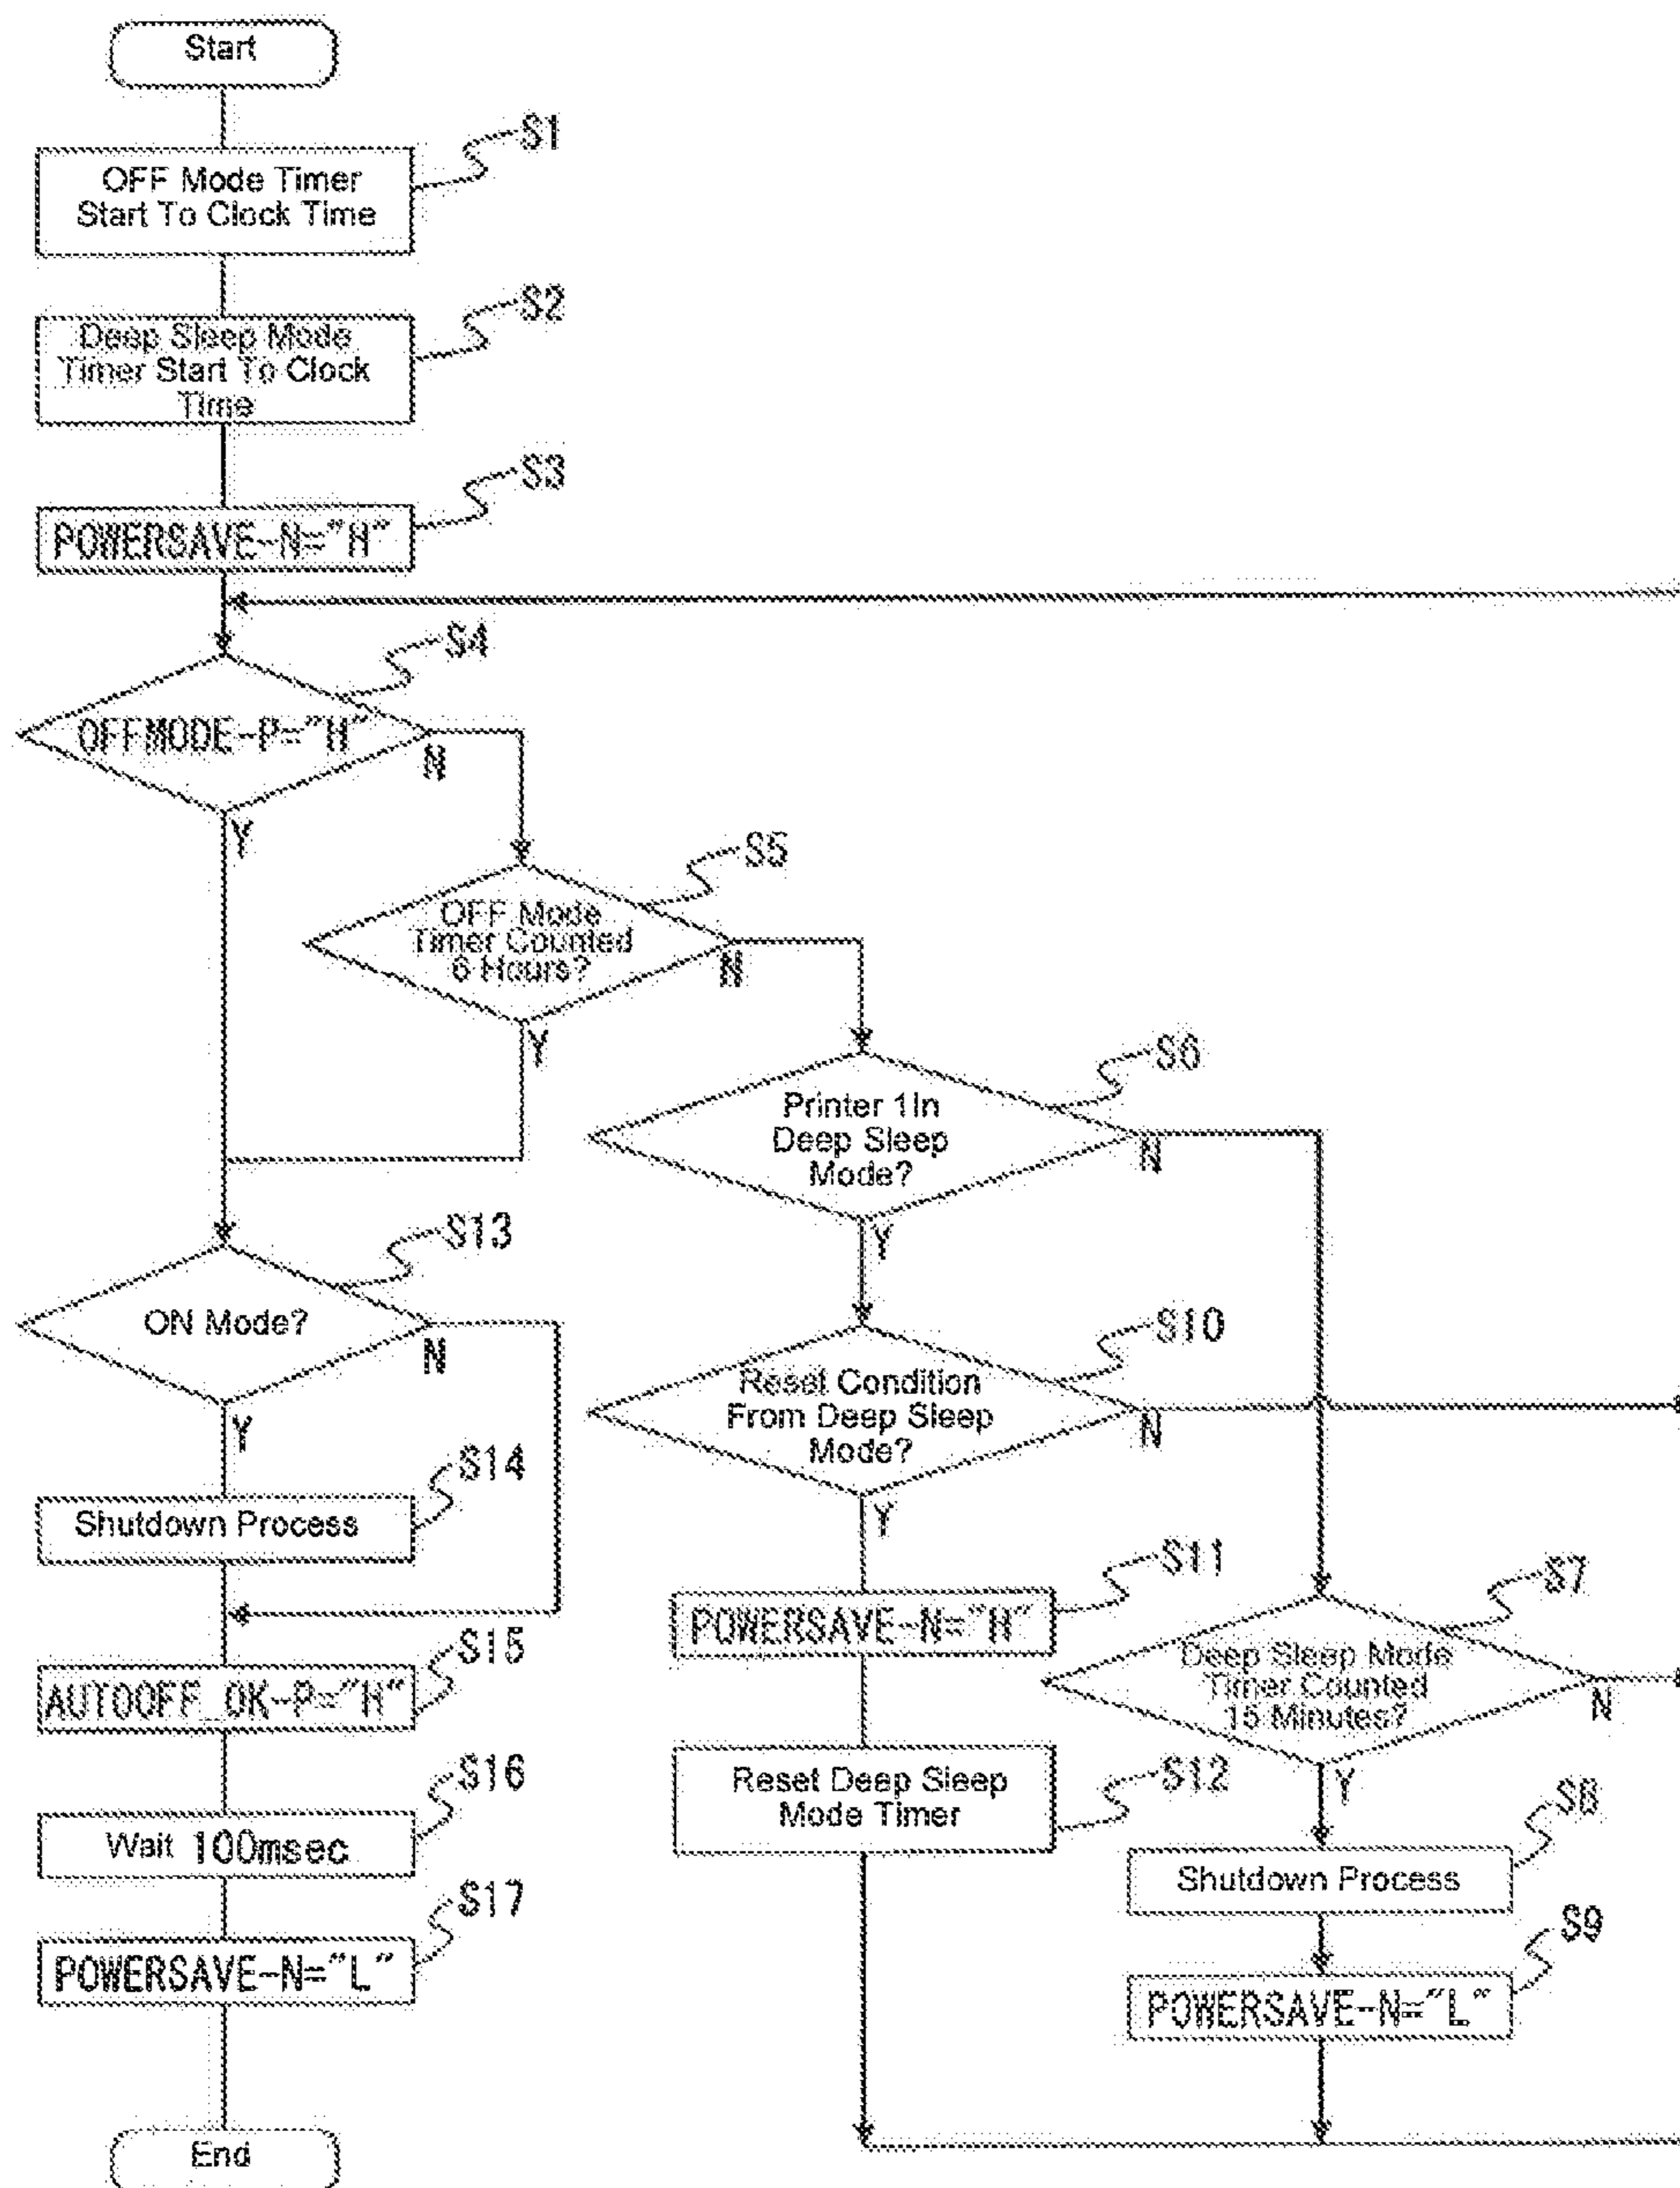 Start
S1
OFF Mode Timer
Start To Clock Time
S2
Deep Sleep Mode
Timer Start To Clock
Time
S3
POWERSAVE-N="H"
S4
OFFMODE-P="H"
N
Y
S5
OFF Mode
Timer Counted
6 Hours?
N
Y
S6
Printer 1In
Deep Sleep
Mode?
N
Y
S13
ON Mode?
N
Y
S10
Reset Condition
From Deep Sleep
Mode?
N
Y
S14
Shutdown Process
S11
POWERSAVE-N="H"
S7
Deep Sleep Mode
Timer Counted
15 Minutes?
N
Y
S15
AUTOOFF_OK-P="H"
S12
Reset Deep Sleep
Mode Timer
S16
Wait 100msec
S8
Shutdown Process
S17
POWERSAVE-N="L"
S9
POWERSAVE-N="L"
End